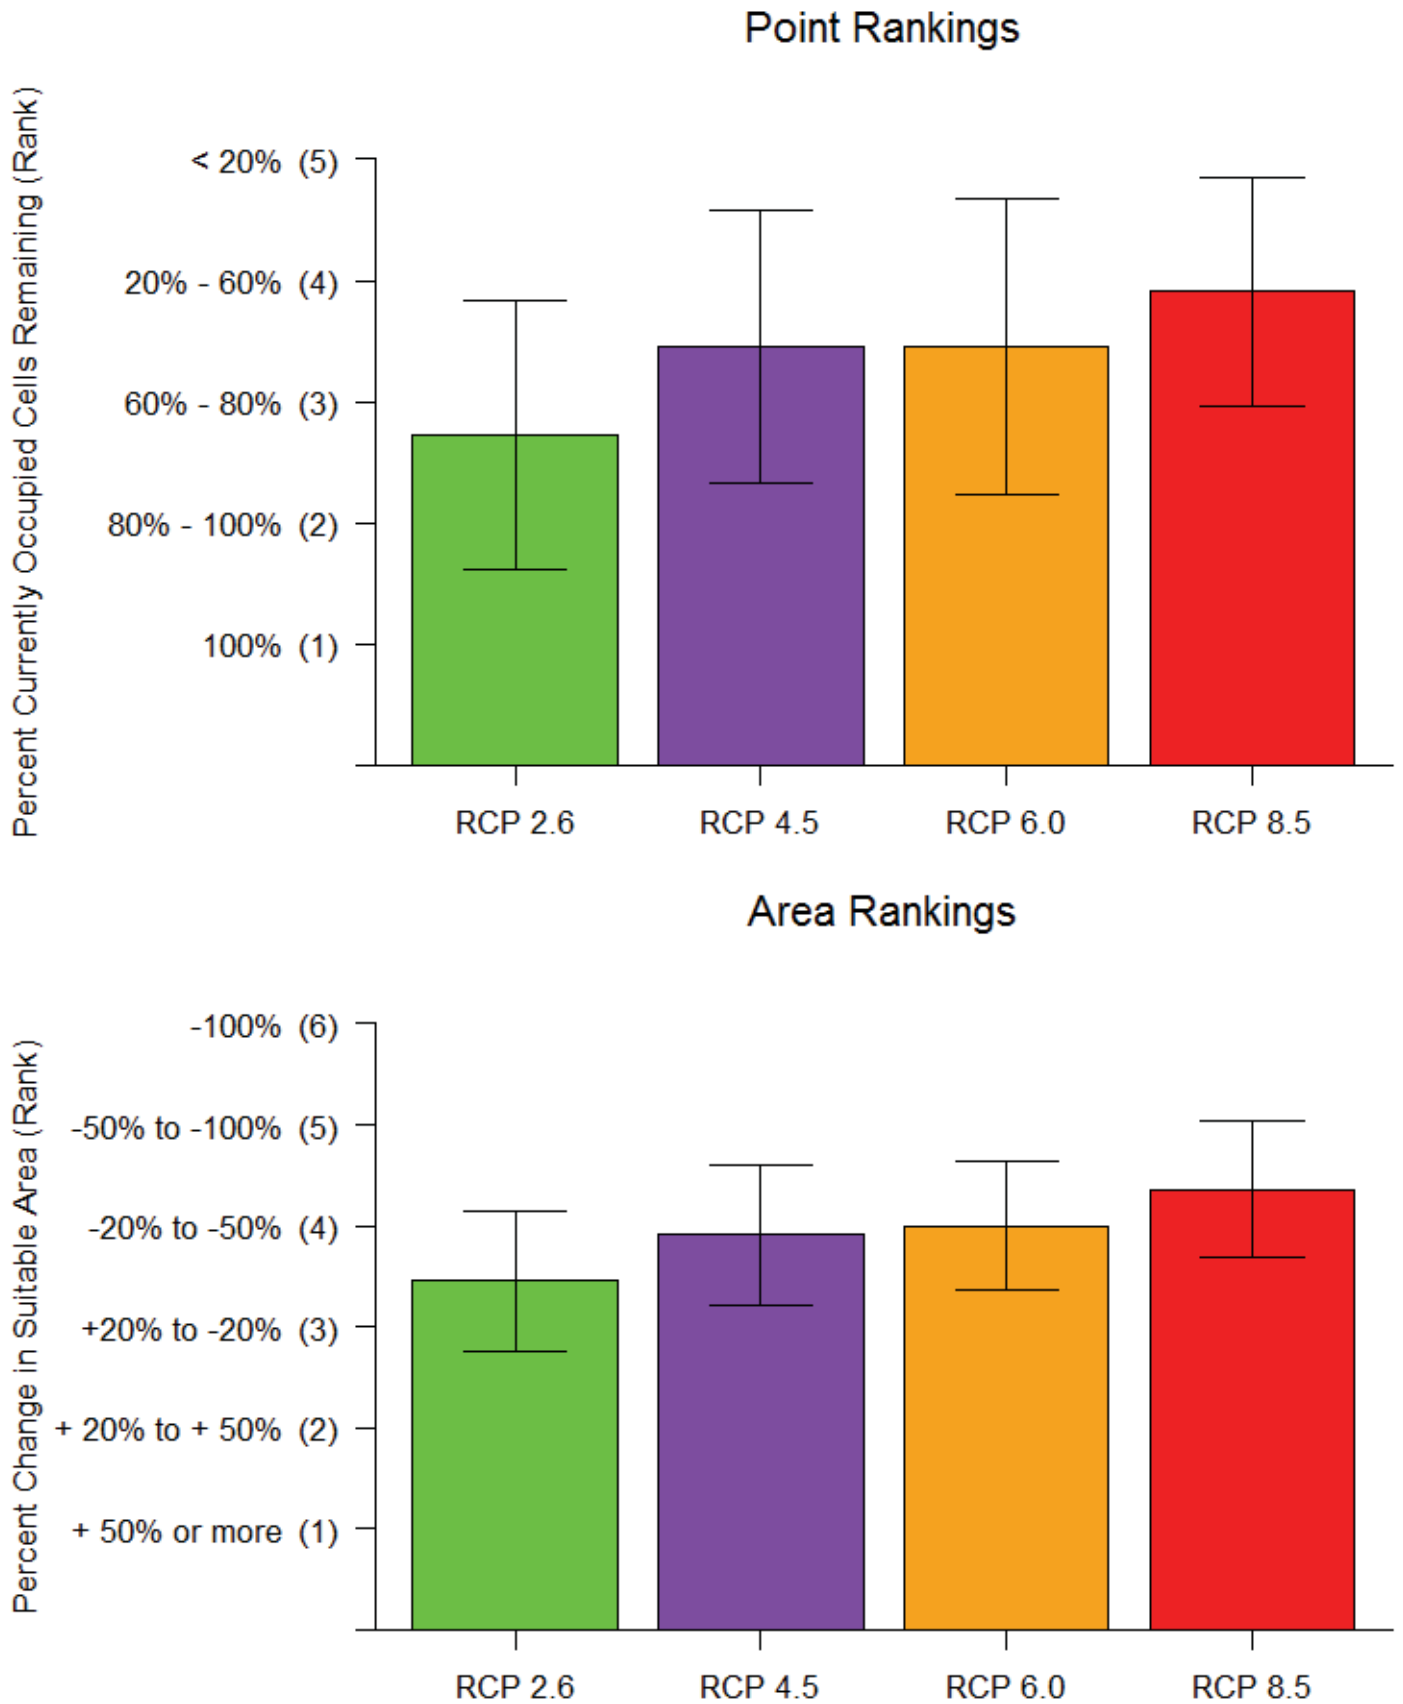 Point Rankings
Percent Currently Occupied Cells Remaining (Rank)
< 20% (5)
20% - 60% (4)
60% - 80% (3)
80% - 100% (2)
100% (1)
RCP 2.6 RCP 4.5 RCP 6.0 RCP 8.5
Area Rankings
Percent Change in Suitable Area (Rank)
-100% (6)
-50% to -100% (5)
-20% to -50% (4)
+20% to -20% (3)
+ 20% to + 50% (2)
+ 50% or more (1)
RCP 2.6 RCP 4.5 RCP 6.0 RCP 8.5